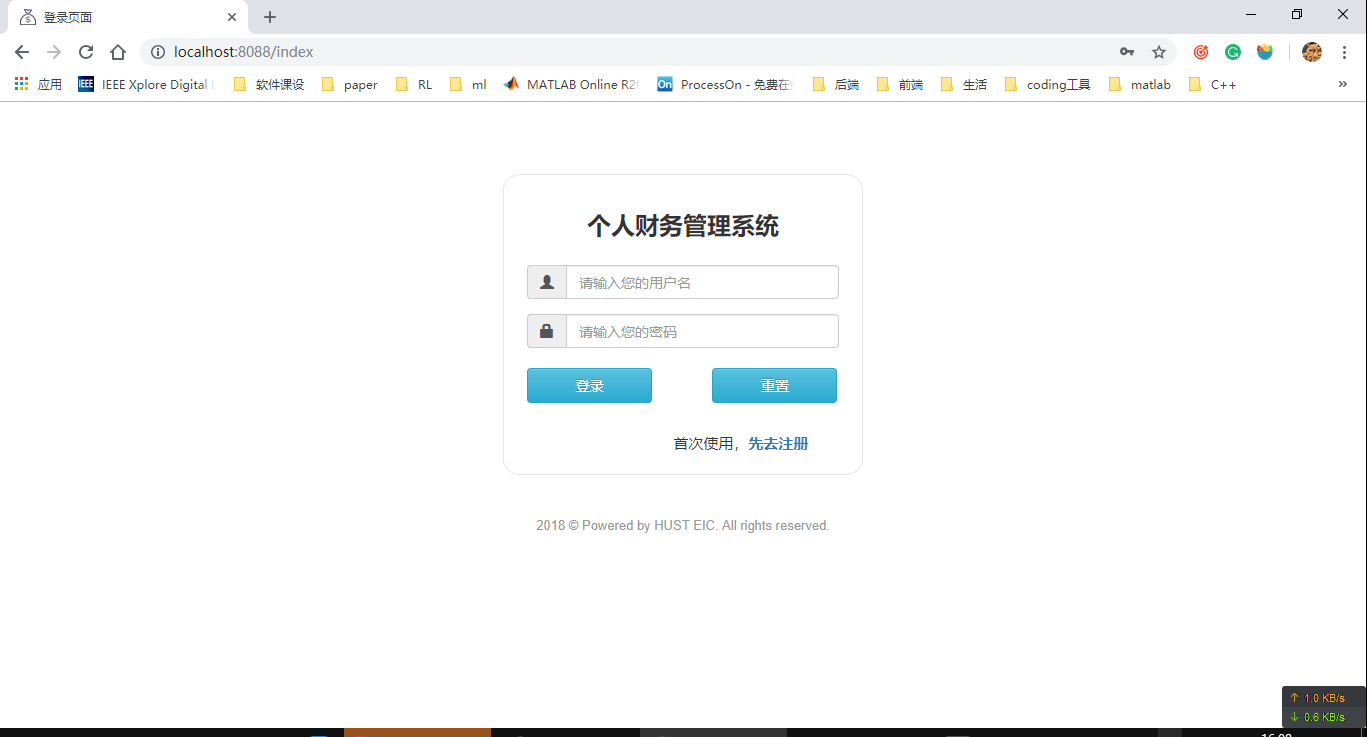 登录页面
localhost:8088/index
应用 IEEE Xplore Digital 软件课设 paper RL ml MATLAB Online R20 ProcessOn - 免费在 后端 前端 生活 coding工具 matlab C++ »
个人财务管理系统
请输入您的用户名
请输入您的密码
登录 重置
首次使用，先去注册
2018 © Powered by HUST EIC. All rights reserved.
↑ 1.0 KB/s
↓ 0.6 KB/s